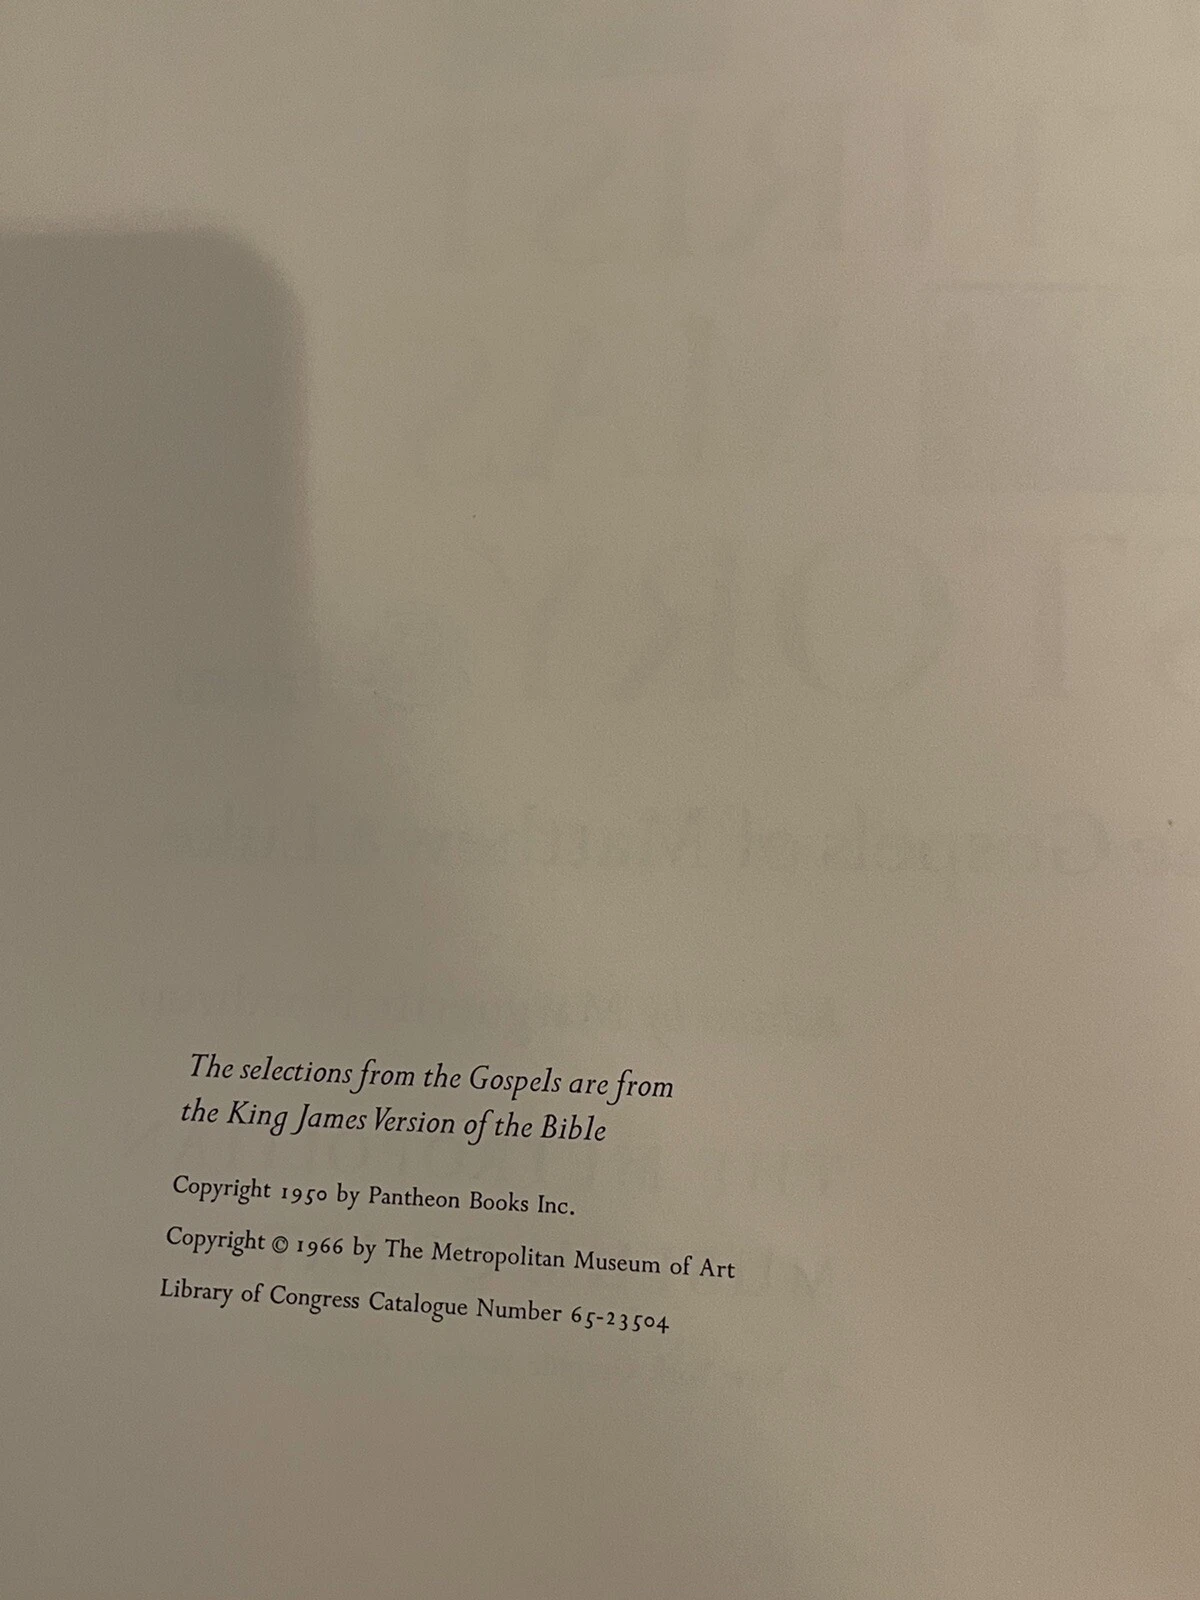 The selections from the Gospels are from
the King James Version of the Bible
Copyright 1950 by Pantheon Books Inc.
Copyright © 1966 by The Metropolitan Museum of Art
Library of Congress Catalogue Number 65-23504